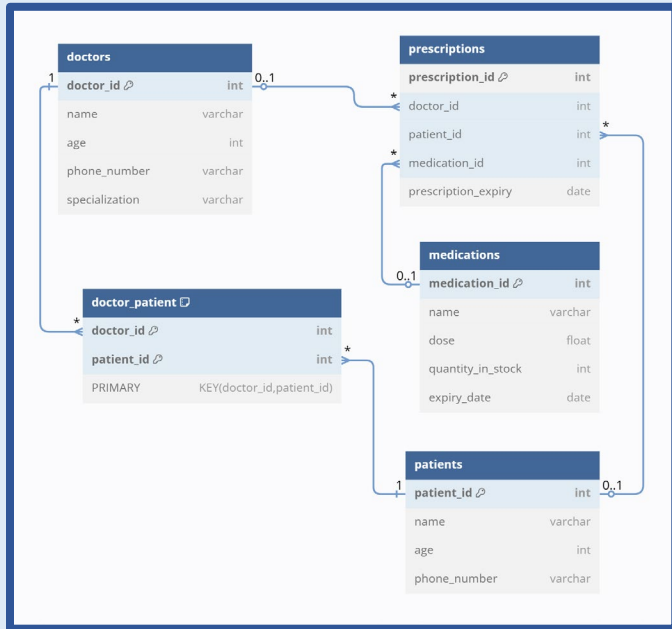 doctors
1 doctor_id int 0..1
name varchar
age int
phone_number varchar
specialization varchar
prescriptions
prescription_id int
* doctor_id int
patient_id int *
* medication_id int
prescription_expiry date
medications
0..1 medication_id int
name varchar
dose float
quantity_in_stock int
expiry_date date
doctor_patient
* doctor_id int
patient_id int *
PRIMARY KEY(doctor_id,patient_id)
patients
1 patient_id int 0..1
name varchar
age int
phone_number varchar